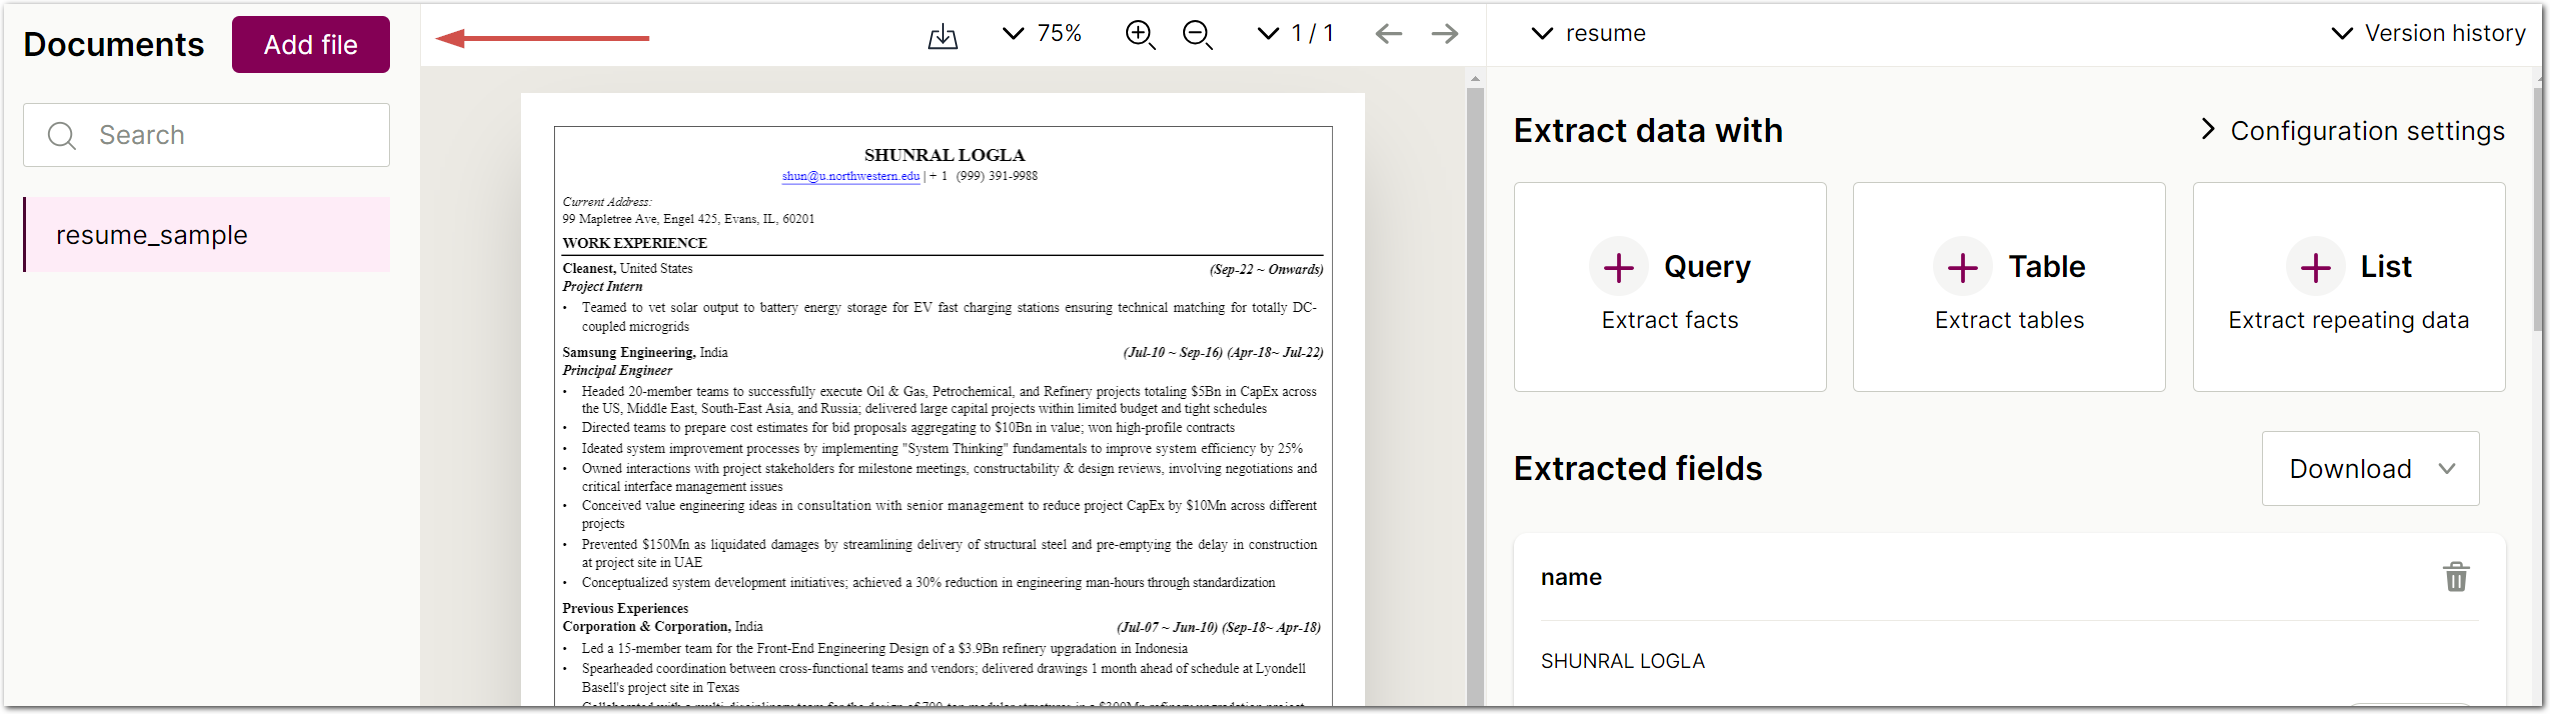 Documents
Add file
Search
resume_sample
75%
1 / 1
SHUNRAL LOGLA
shun@u.northwestern.edu | + 1 (999) 391-9988
Current Address:
99 Mapletree Ave, Engel 425, Evans, IL, 60201
WORK EXPERIENCE
Cleanest, United States (Sep-22 ~ Onwards)
Project Intern
• Teamed to vet solar output to battery energy storage for EV fast charging stations ensuring technical matching for totally DC-
coupled microgrids
Samsung Engineering, India (Jul-10 ~ Sep-16) (Apr-18~ Jul-22)
Principal Engineer
• Headed 20-member teams to successfully execute Oil & Gas, Petrochemical, and Refinery projects totaling $5Bn in CapEx across
the US, Middle East, South-East Asia, and Russia; delivered large capital projects within limited budget and tight schedules
• Directed teams to prepare cost estimates for bid proposals aggregating to $10Bn in value; won high-profile contracts
• Ideated system improvement processes by implementing "System Thinking" fundamentals to improve system efficiency by 25%
• Owned interactions with project stakeholders for milestone meetings, constructability & design reviews, involving negotiations and
critical interface management issues
• Conceived value engineering ideas in consultation with senior management to reduce project CapEx by $10Mn across different
projects
• Prevented $150Mn as liquidated damages by streamlining delivery of structural steel and pre-emptying the delay in construction
at project site in UAE
• Conceptualized system development initiatives; achieved a 30% reduction in engineering man-hours through standardization
Previous Experiences
Corporation & Corporation, India (Jul-07 ~ Jun-10) (Sep-18~ Apr-18)
• Led a 15-member team for the Front-End Engineering Design of a $3.9Bn refinery upgradation in Indonesia
• Spearheaded coordination between cross-functional teams and vendors; delivered drawings 1 month ahead of schedule at Lyondell
Basell's project site in Texas
resume
Version history
Extract data with
Configuration settings
Query
Extract facts
Table
Extract tables
List
Extract repeating data
Extracted fields
Download
name
SHUNRAL LOGLA